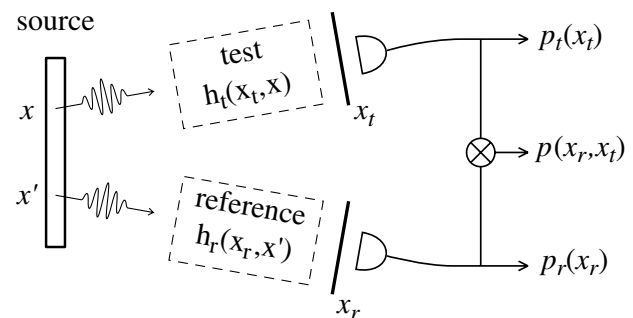 source
x
x'
test
h_t(x_t,x)
x_t
reference
h_r(x_r,x')
x_r
p_t(x_t)
p(x_r,x_t)
p_r(x_r)